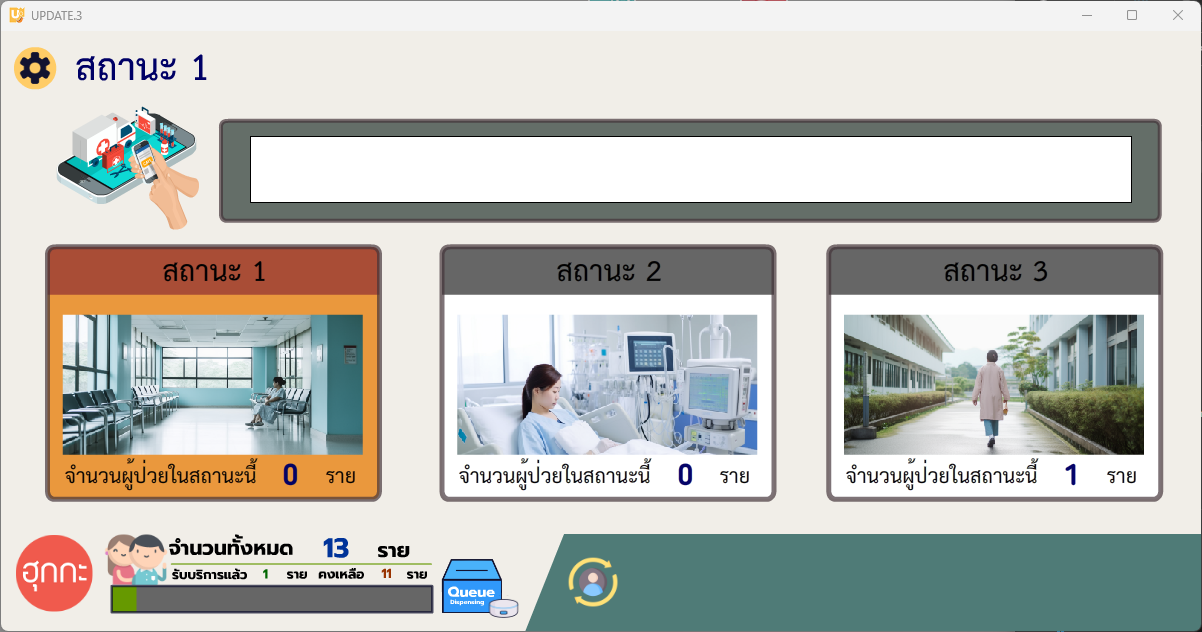 UPDATE.3
สถานะ 1
สถานะ 1
สถานะ 2
สถานะ 3
จำนวนผู้ป่วยในสถานะนี้ 0 ราย
จำนวนผู้ป่วยในสถานะนี้ 0 ราย
จำนวนผู้ป่วยในสถานะนี้ 1 ราย
ฮุกกะ
จำนวนทั้งหมด 13 ราย
รับบริการแล้ว 1 ราย คงเหลือ 11 ราย
Queue
Dispensing